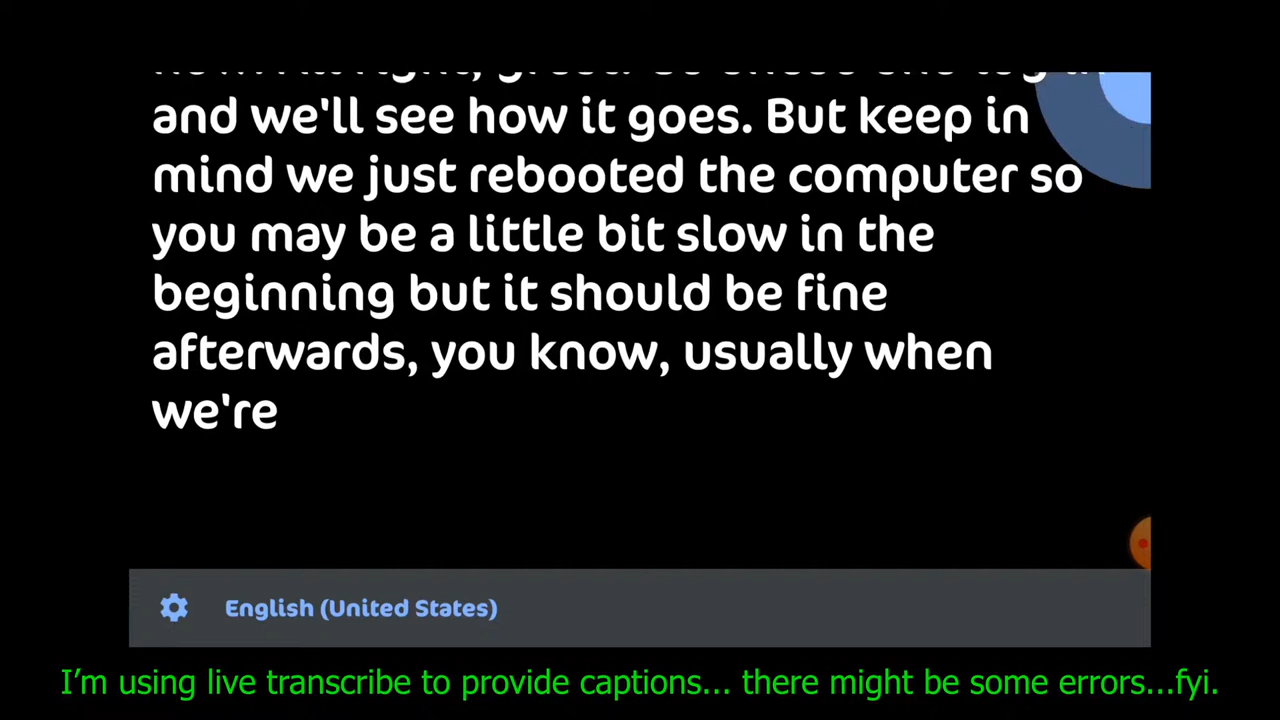 and we'll see how it goes. But keep in
mind we just rebooted the computer so
you may be a little bit slow in the
beginning but it should be fine
afterwards, you know, usually when
we're
English (United States)
I'm using live transcribe to provide captions... there might be some errors...fyi.